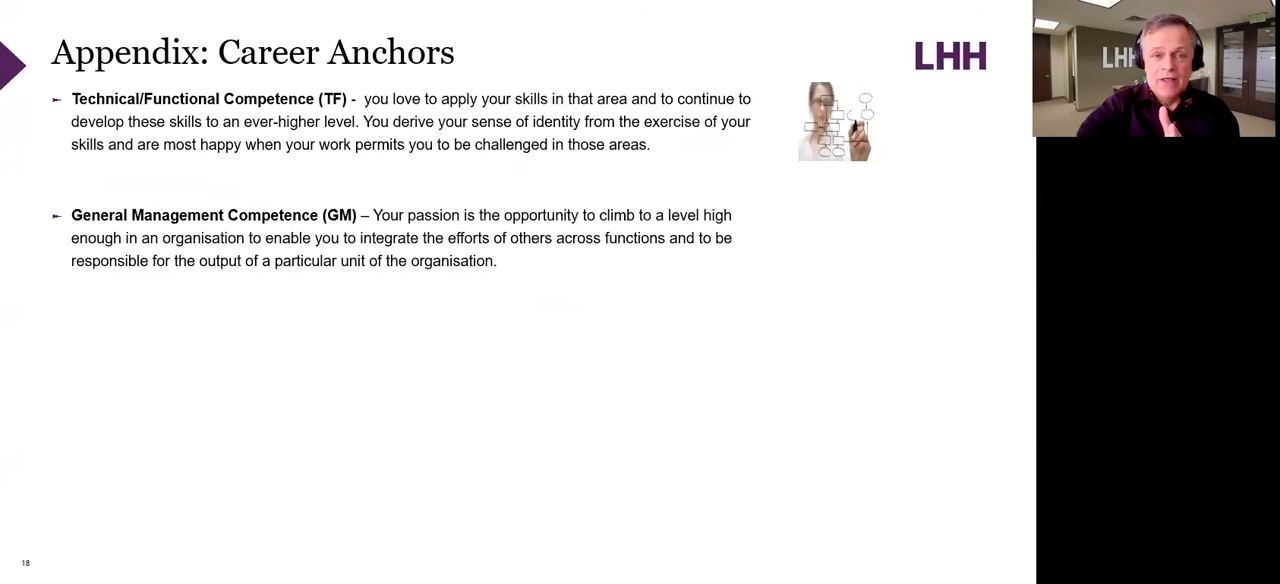 Appendix: Career Anchors
LHH
LHH
► Technical/Functional Competence (TF) - you love to apply your skills in that area and to continue to
develop these skills to an ever-higher level. You derive your sense of identity from the exercise of your
skills and are most happy when your work permits you to be challenged in those areas.
► General Management Competence (GM) – Your passion is the opportunity to climb to a level high
enough in an organisation to enable you to integrate the efforts of others across functions and to be
responsible for the output of a particular unit of the organisation.
18